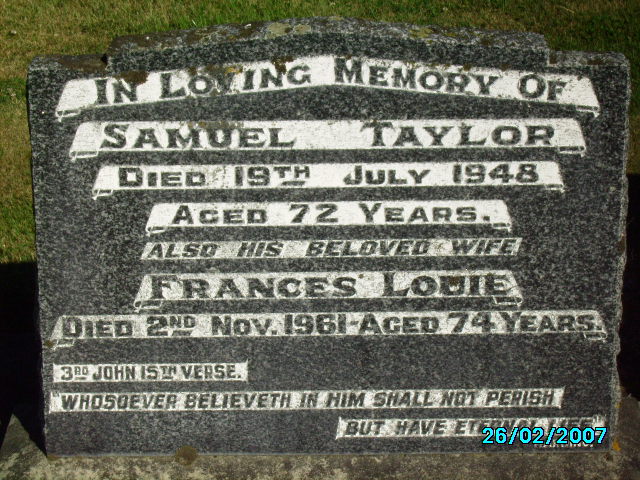 IN LOVING MEMORY OF
SAMUEL TAYLOR
DIED 19TH JULY 1948
AGED 72 YEARS.
ALSO HIS BELOVED WIFE
FRANCES LOUIE
DIED 2ND NOV. 1961-AGED 74 YEARS.
3RD JOHN 15TH VERSE.
WHOSOEVER BELIEVETH IN HIM SHALL NOT PERISH
BUT HAVE ETERNAL LIFE
26/02/2007